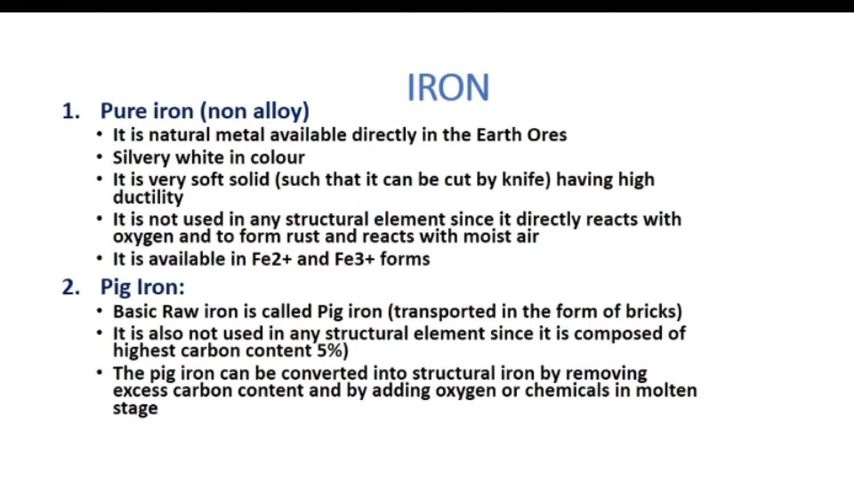 IRON
1. Pure iron (non alloy)
• It is natural metal available directly in the Earth Ores
• Silvery white in colour
• It is very soft solid (such that it can be cut by knife) having high
ductility
• It is not used in any structural element since it directly reacts with
oxygen and to form rust and reacts with moist air
• It is available in Fe2+ and Fe3+ forms
2. Pig Iron:
• Basic Raw iron is called Pig iron (transported in the form of bricks)
• It is also not used in any structural element since it is composed of
highest carbon content 5%)
• The pig iron can be converted into structural iron by removing
excess carbon content and by adding oxygen or chemicals in molten
stage